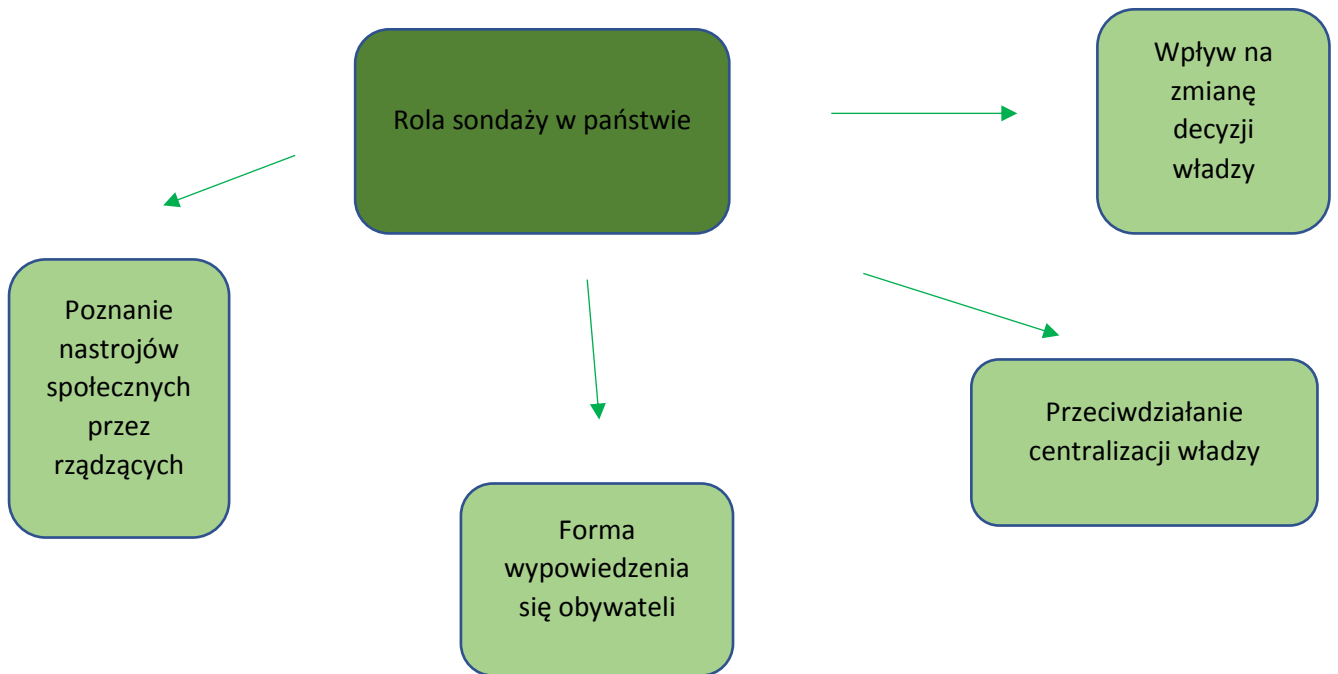 Rola sondaży w państwie
Wpływ na
zmianę
decyzji
władzy
Poznanie
nastrojów
społecznych
przez
rządzących
Przeciwdziałanie
centralizacji władzy
Forma
wypowiedzenia
się obywateli